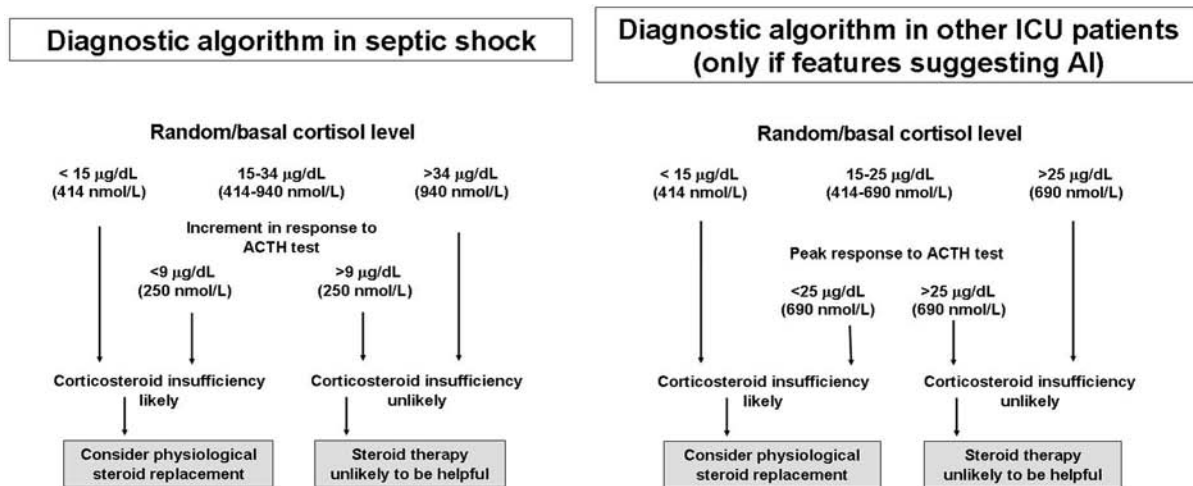 Diagnostic algorithm in septic shock
Random/basal cortisol level
< 15 μg/dL
(414 nmol/L)
15-34 μg/dL
(414-940 nmol/L)
>34 μg/dL
(940 nmol/L)
Increment in response to
ACTH test
<9 μg/dL
(250 nmol/L)
>9 μg/dL
(250 nmol/L)
Corticosteroid insufficiency
likely
Corticosteroid insufficiency
unlikely
Consider physiological
steroid replacement
Steroid therapy
unlikely to be helpful
Diagnostic algorithm in other ICU patients
(only if features suggesting AI)
Random/basal cortisol level
< 15 μg/dL
(414 nmol/L)
15-25 μg/dL
(414-690 nmol/L)
>25 μg/dL
(690 nmol/L)
Peak response to ACTH test
<25 μg/dL
(690 nmol/L)
>25 μg/dL
(690 nmol/L)
Corticosteroid insufficiency
likely
Corticosteroid insufficiency
unlikely
Consider physiological
steroid replacement
Steroid therapy
unlikely to be helpful